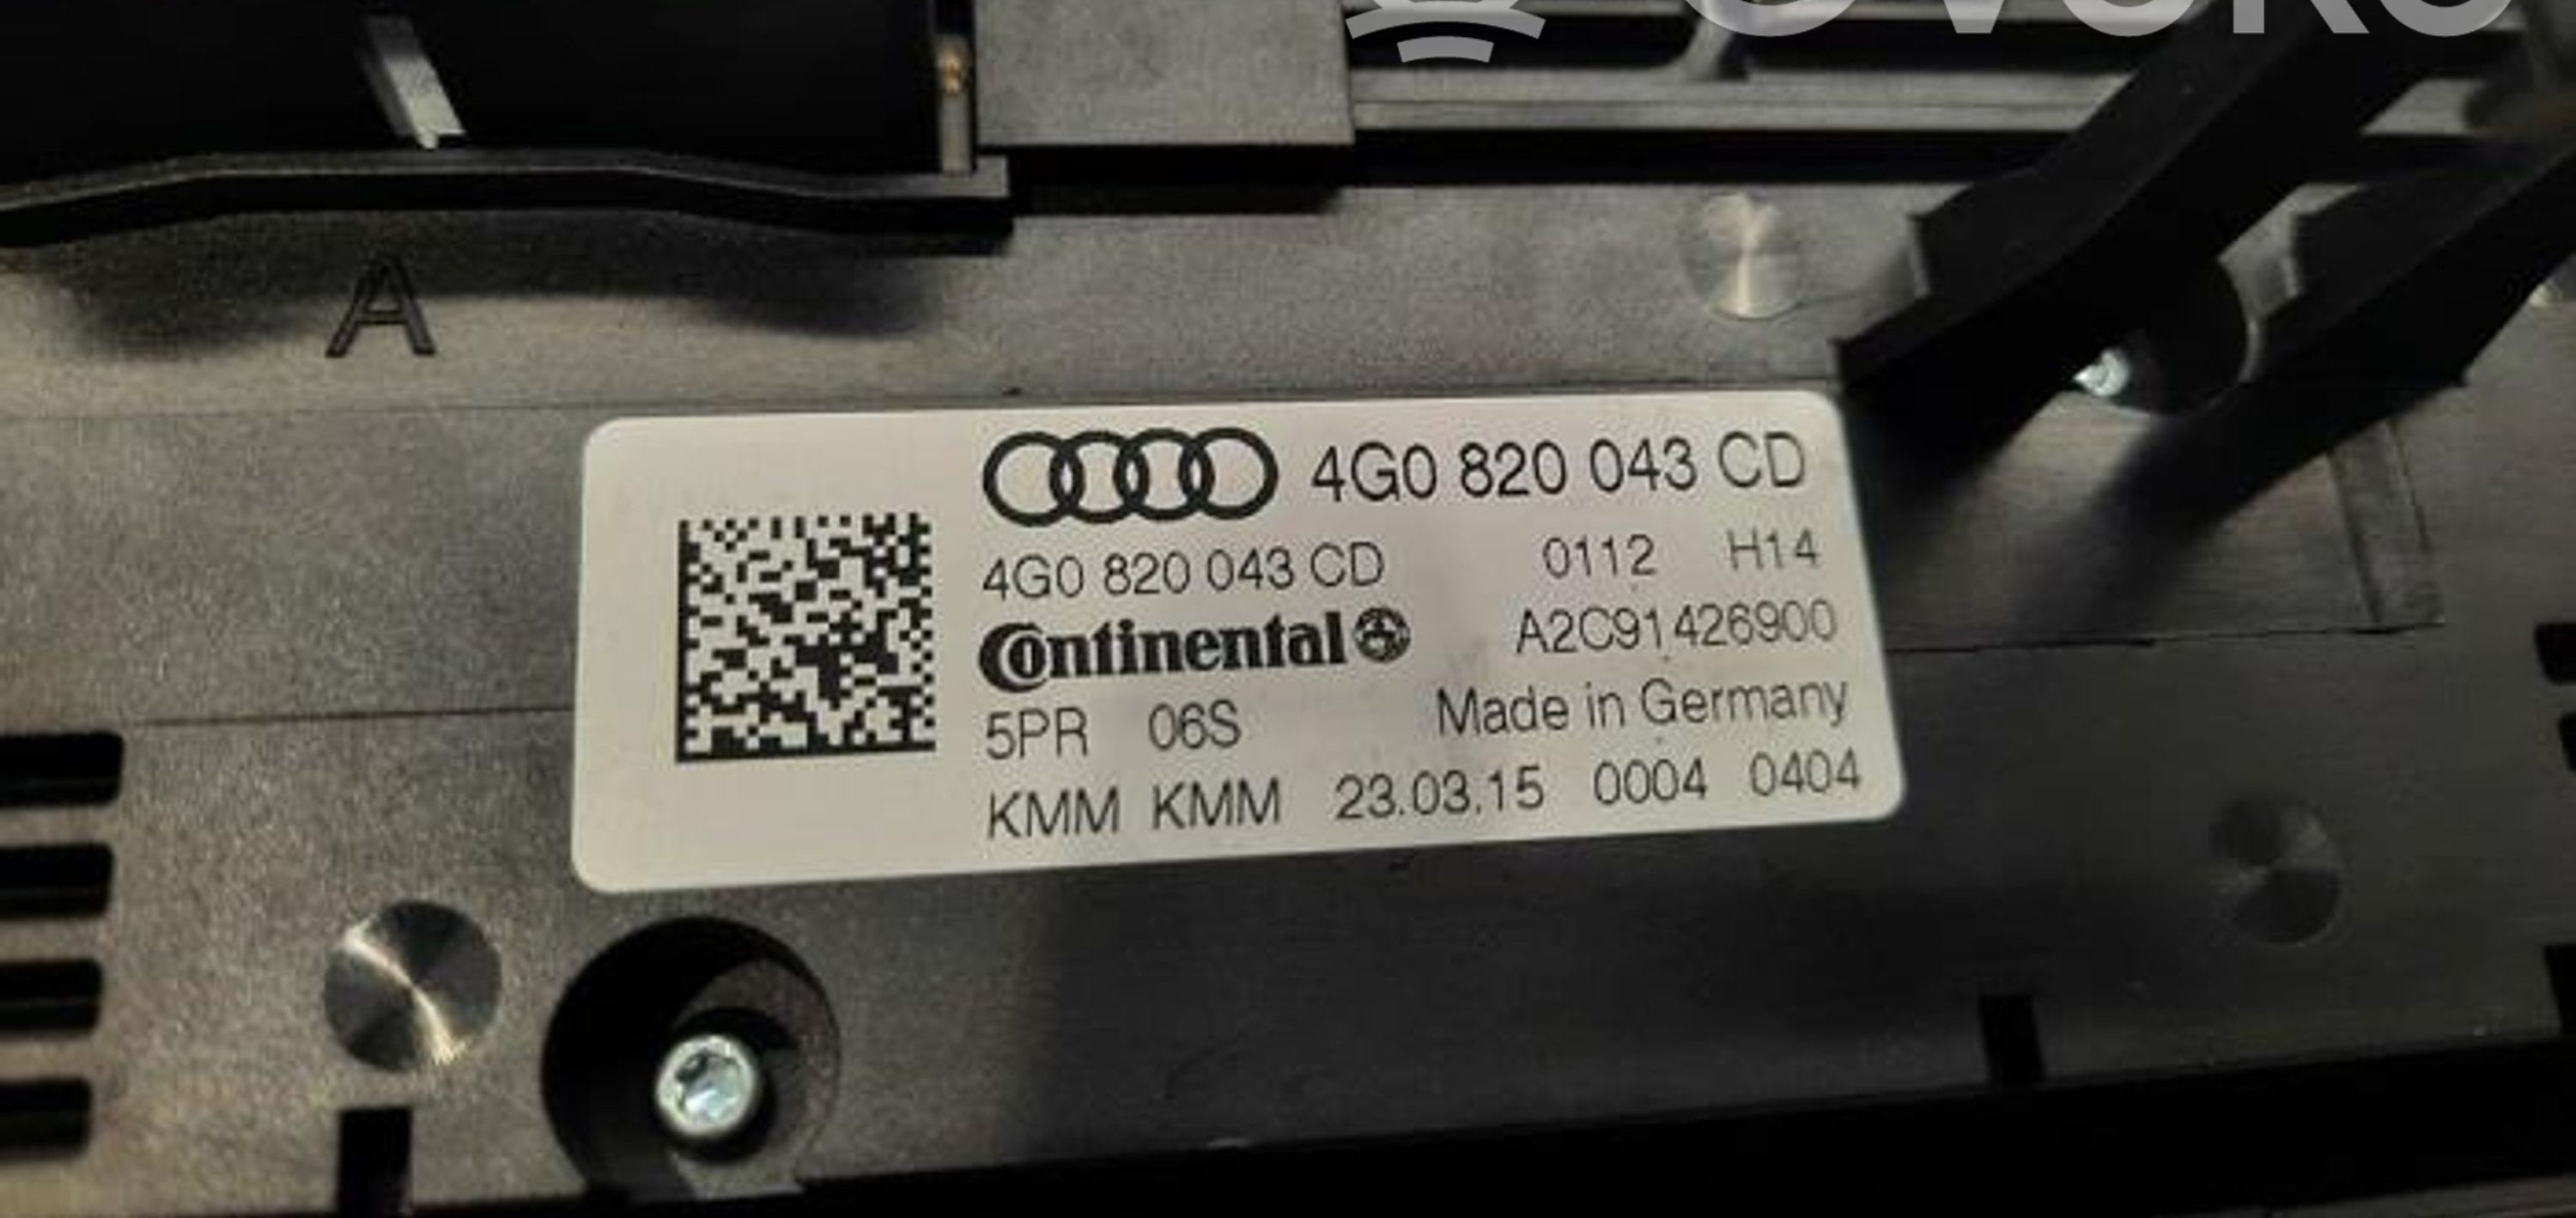 A
4G0 820 043 CD
4G0 820 043 CD 0112 H14
Continental A2C91426900
5PR 06S Made in Germany
KMM KMM 23.03.15 0004 0404